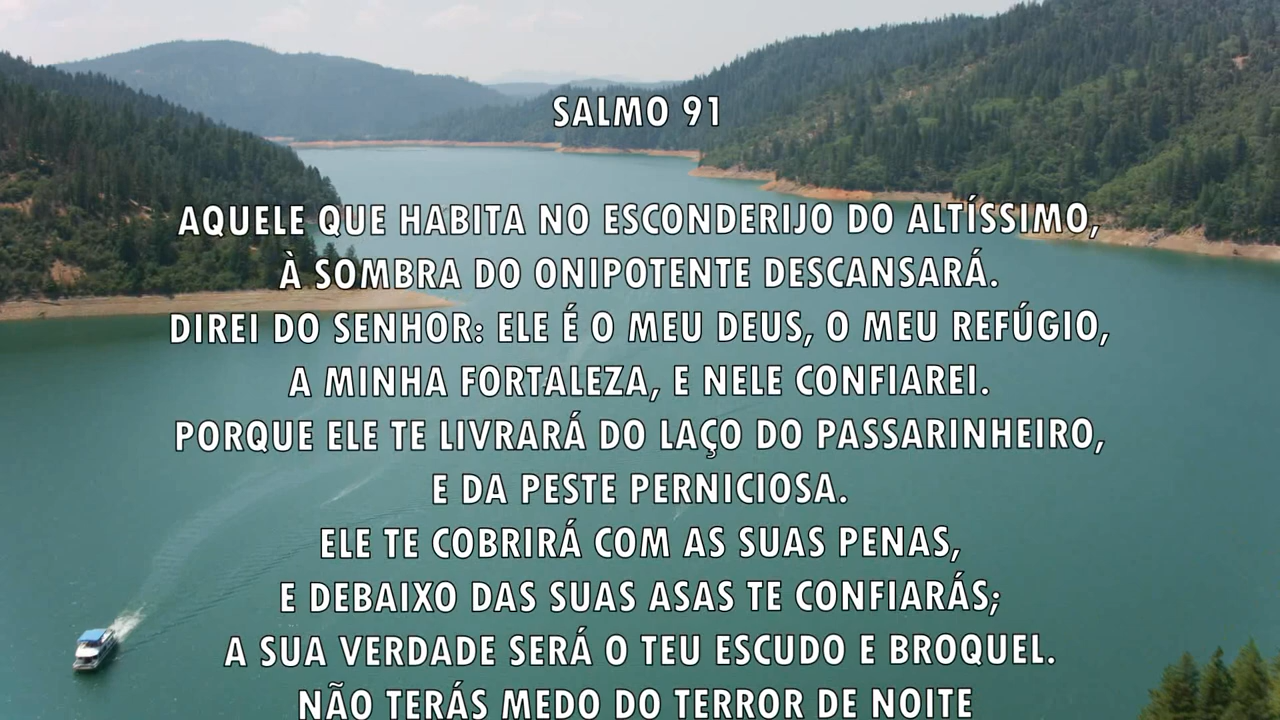 SALMO 91
AQUELE QUE HABITA NO ESCONDERIJO DO ALTÍSSIMO,
À SOMBRA DO ONIPOTENTE DESCANSARÁ.
DIREI DO SENHOR: ELE É O MEU DEUS, O MEU REFÚGIO,
A MINHA FORTALEZA, E NELE CONFIAREI.
PORQUE ELE TE LIVRARÁ DO LAÇO DO PASSARINHEIRO,
E DA PESTE PERNICIOSA.
ELE TE COBRIRÁ COM AS SUAS PENAS,
E DEBAIXO DAS SUAS ASAS TE CONFIARÁS;
A SUA VERDADE SERÁ O TEU ESCUDO E BROQUEL.
NÃO TERÁS MEDO DO TERROR DE NOITE